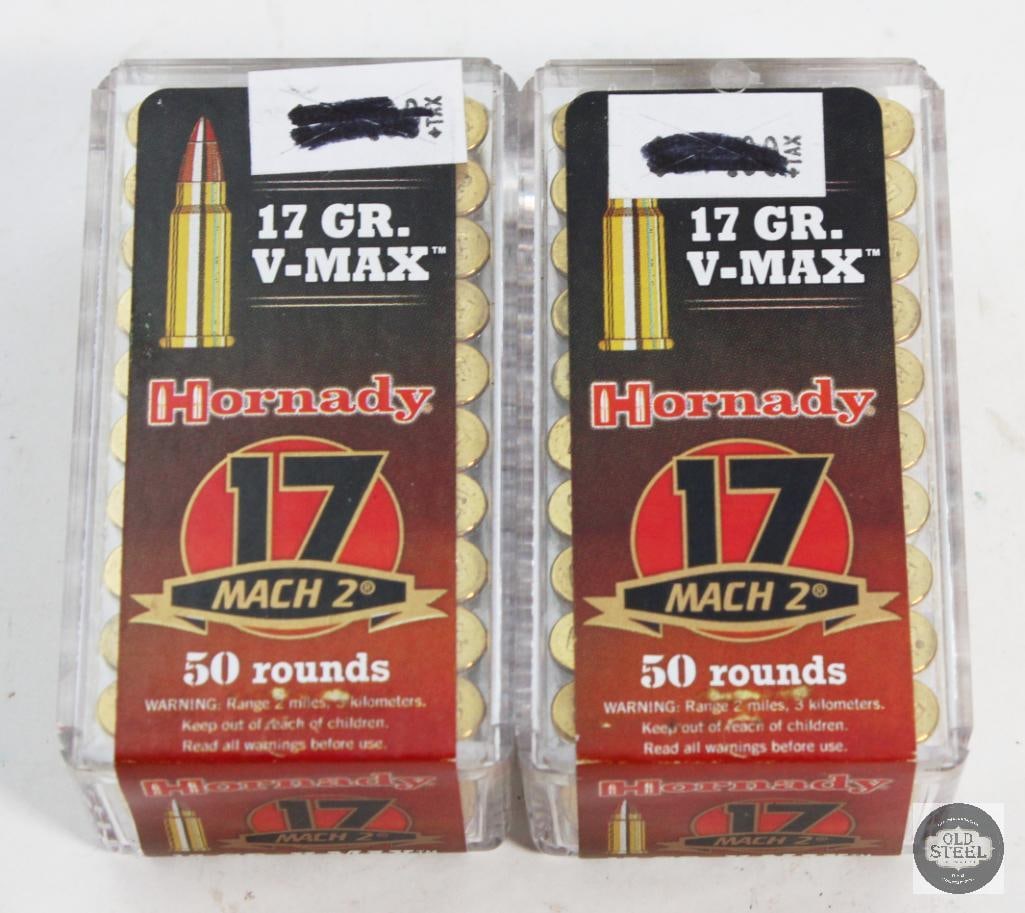 +TAX
17 GR.
V-MAX™
Hornady®
17
MACH 2®
50 rounds
WARNING: Range 2 miles, 3 kilometers.
Keep out of reach of children.
Read all warnings before use.
Hornady
17
MACH 2®
+TAX
17 GR.
V-MAX™
Hornady®
17
MACH 2®
50 rounds
WARNING: Range 2 miles, 3 kilometers.
Keep out of reach of children.
Read all warnings before use.
Hornady
17
MACH 2®
OLD
STEEL